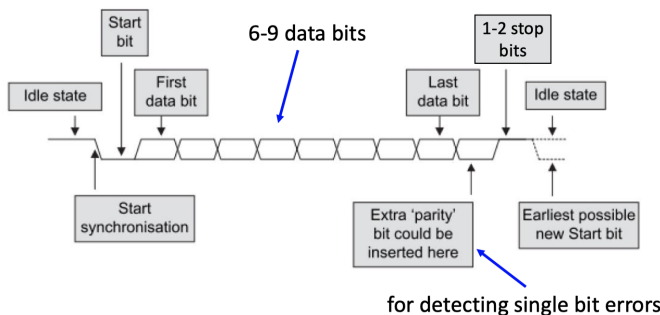 Start
bit
6-9 data bits
1-2 stop
bits
Idle state
First
data bit
Last
data bit
Idle state
Start
synchronisation
Extra ‘parity’
bit could be
inserted here
Earliest possible
new Start bit
for detecting single bit errors